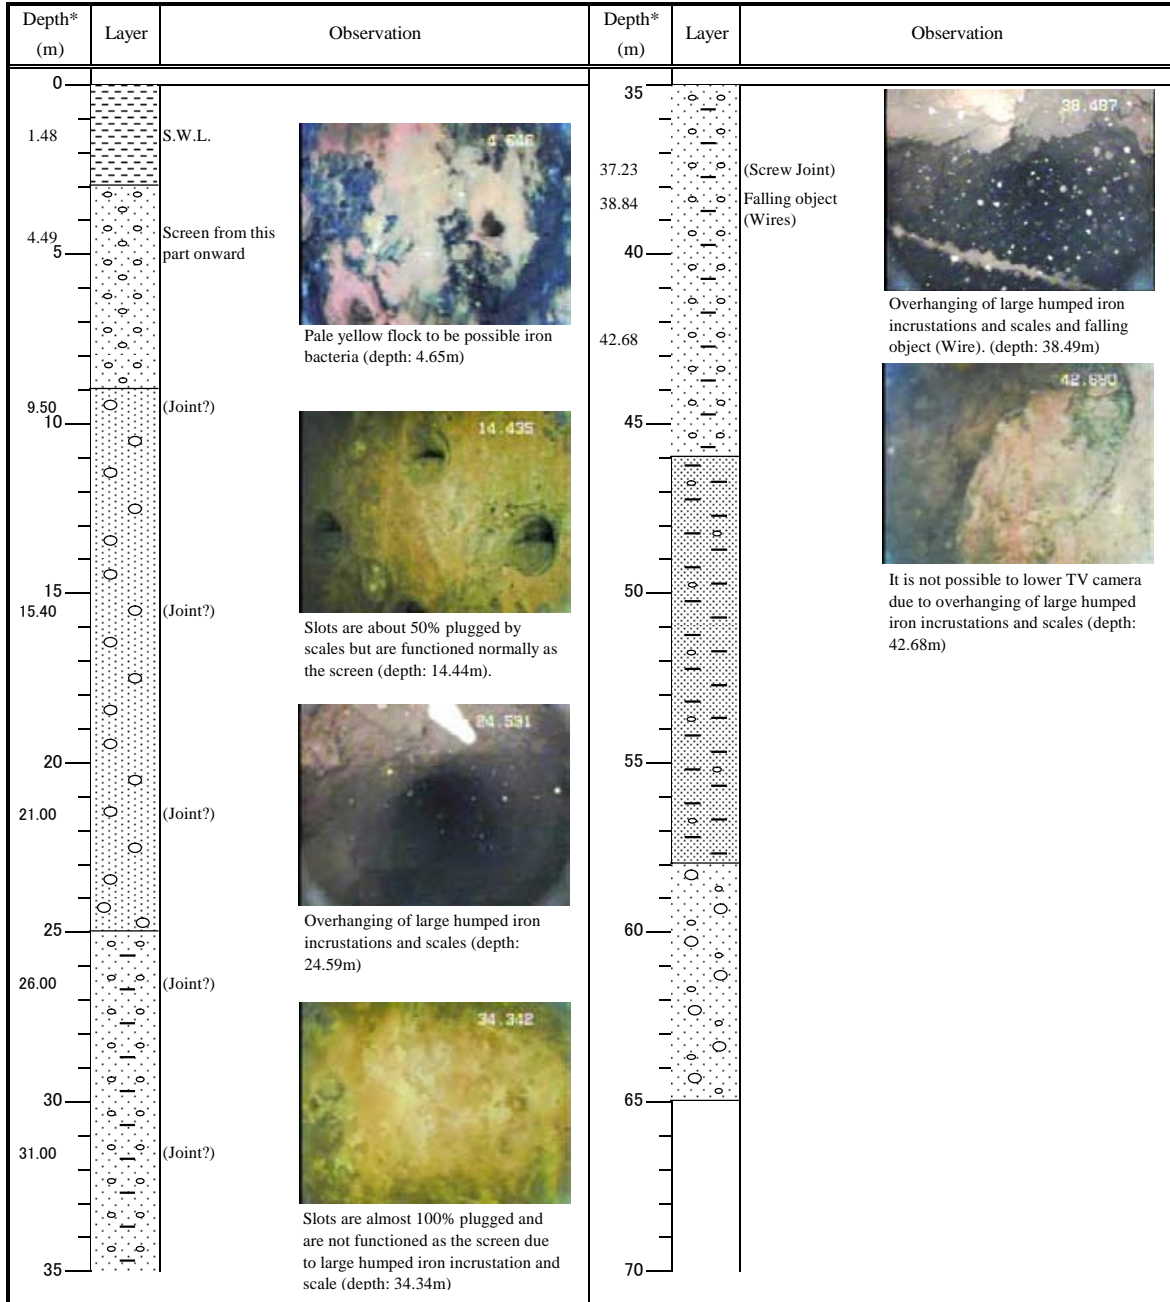 Depth*
(m)
Layer
Observation
0
1.48
S.W.L.
4.646
4.49
Screen from this
part onward
5
Pale yellow flock to be possible iron
bacteria (depth: 4.65m)
9.50
(Joint?)
10
14.435
15
15.40
(Joint?)
Slots are about 50% plugged by
scales but are functioned normally as
the screen (depth: 14.44m).
24.591
20
21.00
(Joint?)
Overhanging of large humped iron
incrustations and scales (depth:
24.59m)
25
26.00
(Joint?)
34.342
30
31.00
(Joint?)
Slots are almost 100% plugged and
are not functioned as the screen due
to large humped iron incrustation and
scale (depth: 34.34m)
35
Depth*
(m)
Layer
Observation
35
38.487
37.23
(Screw Joint)
38.84
Falling object
(Wires)
40
Overhanging of large humped iron
incrustations and scales and falling
object (Wire). (depth: 38.49m)
42.68
42.680
45
50
It is not possible to lower TV camera
due to overhanging of large humped
iron incrustations and scales (depth:
42.68m)
55
60
65
70